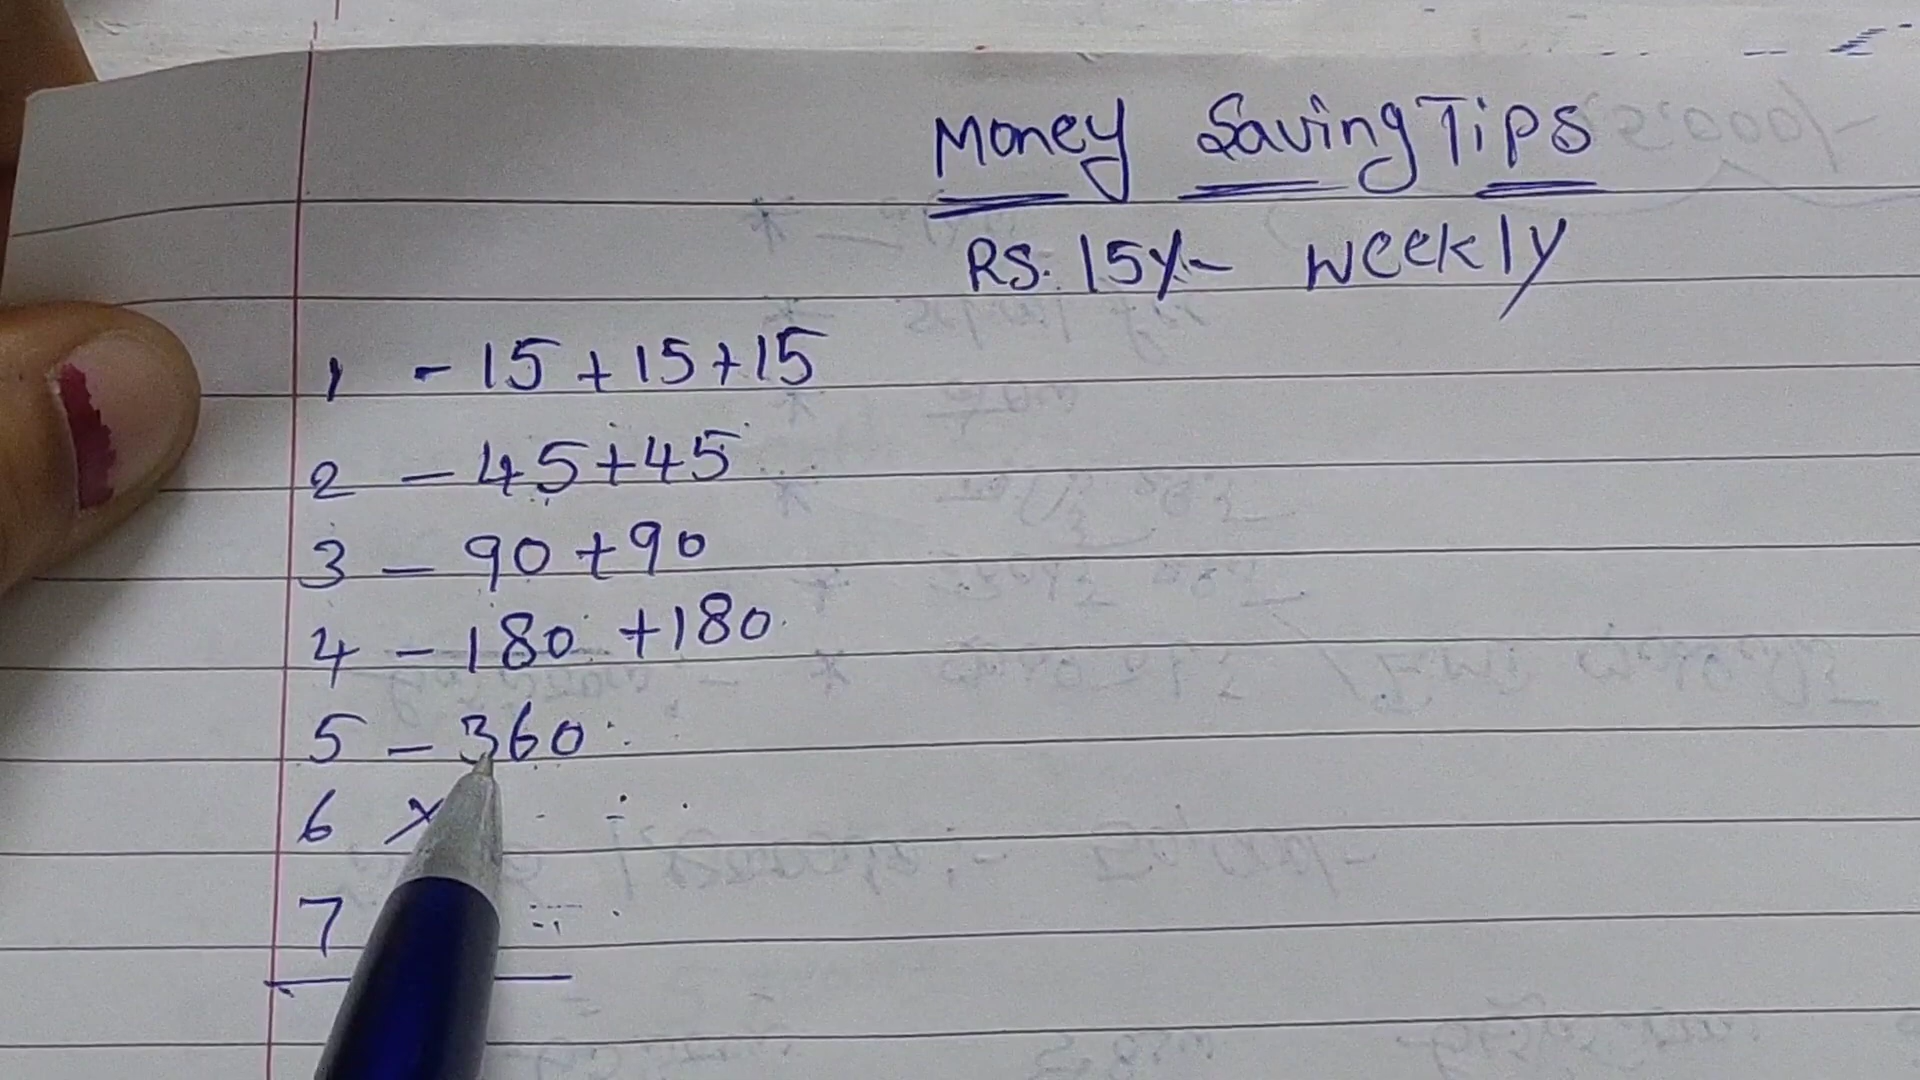 Money Saving Tips
RS. 15/- weekly
1 - 15 + 15 + 15
2 - 45 + 45
3 - 90 + 90
4 - 180 + 180
5 - 360
6 x
7